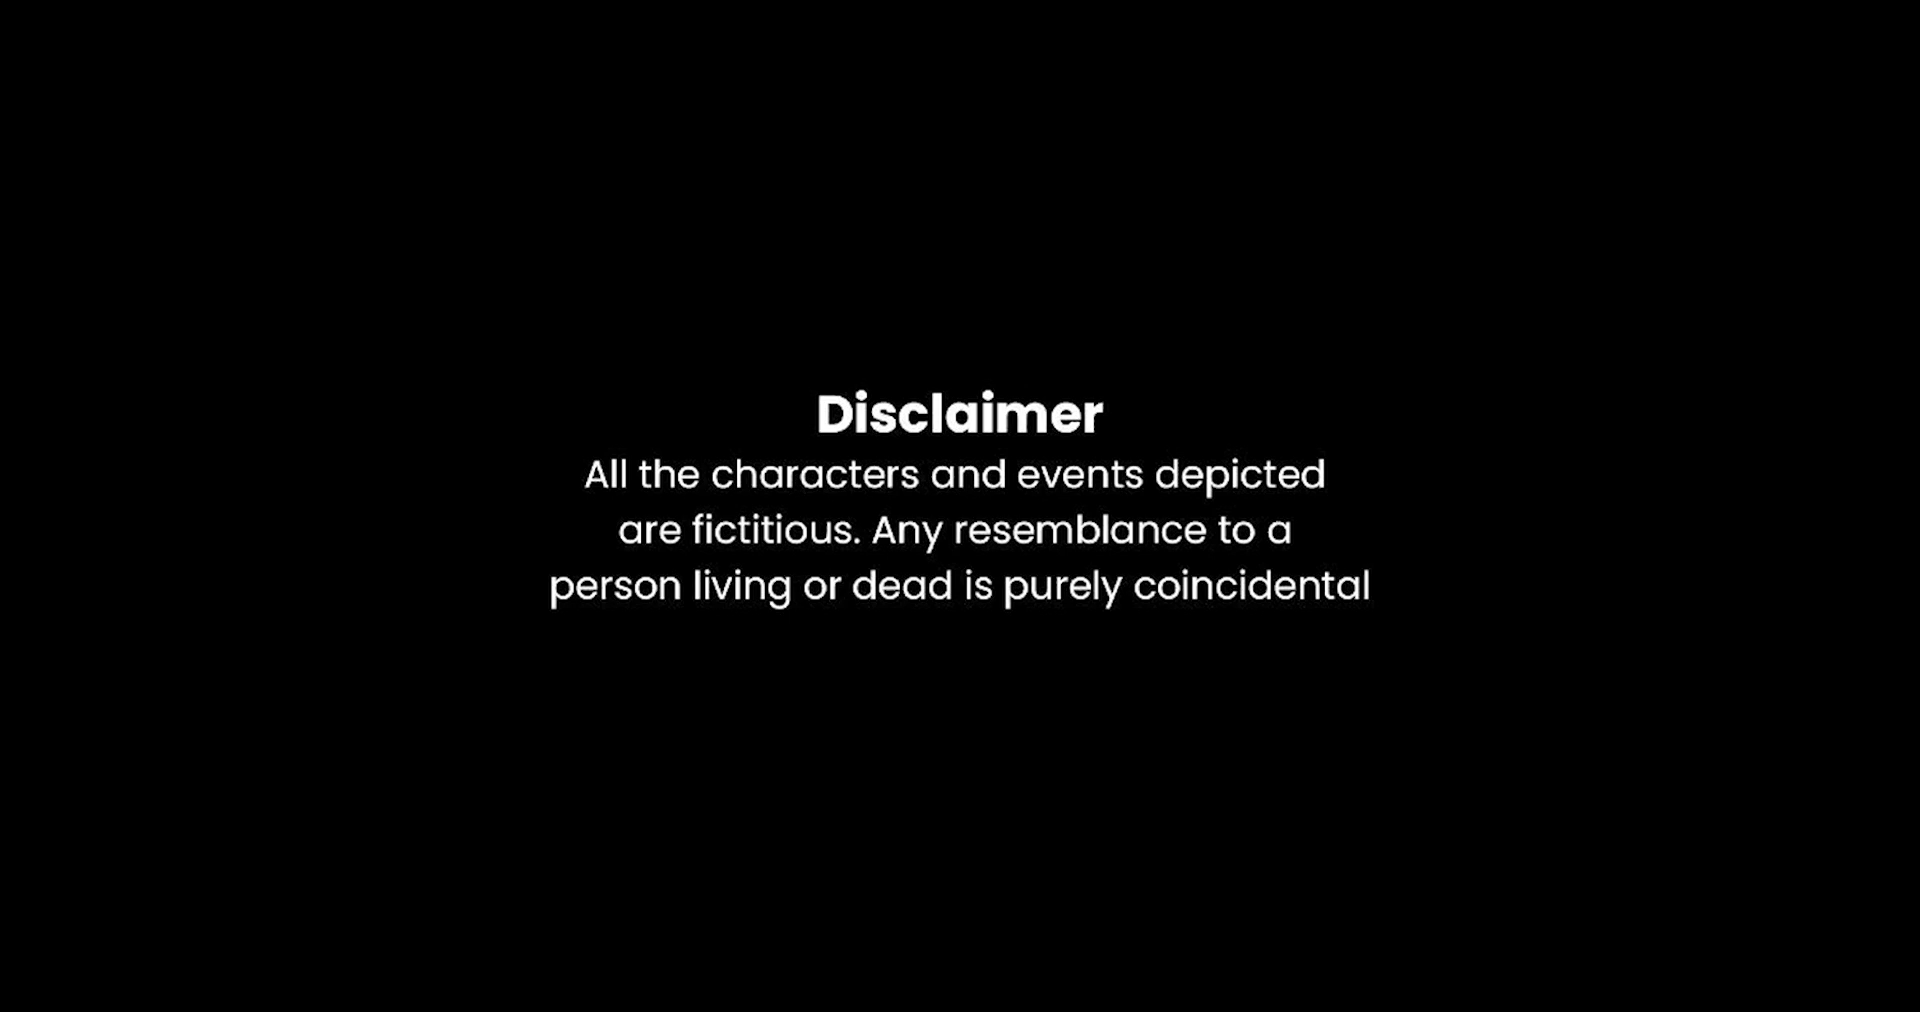 Disclaimer
All the characters and events depicted
are fictitious. Any resemblance to a
person living or dead is purely coincidental